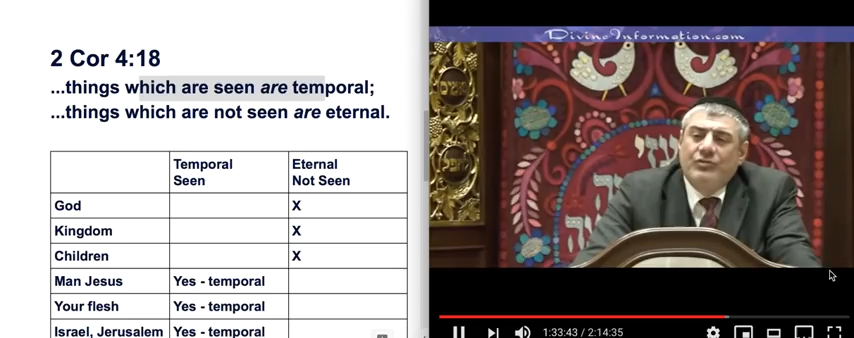 2 Cor 4:18
...things which are seen are temporal;
...things which are not seen are eternal.
Temporal Seen
Eternal Not Seen
God X
Kingdom X
Children X
Man Jesus Yes - temporal
Your flesh Yes - temporal
Israel, Jerusalem Yes - temporal
DivineInformation.com
1:33:43 / 2:14:35